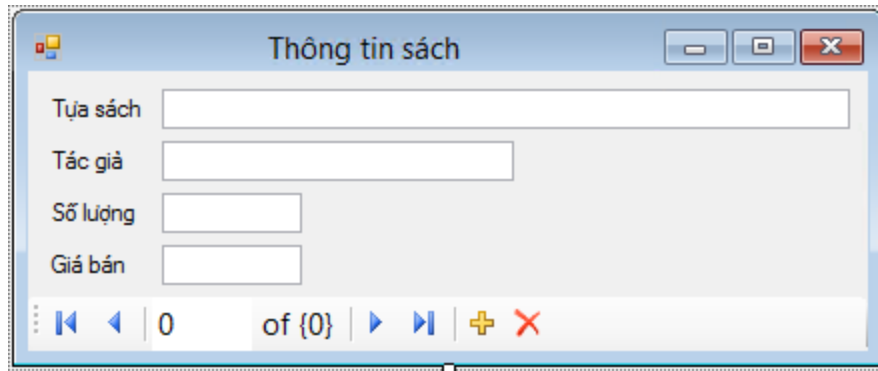 Thông tin sách
Tựa sách
Tác giả
Số lượng
Giá bán
0 of {0}